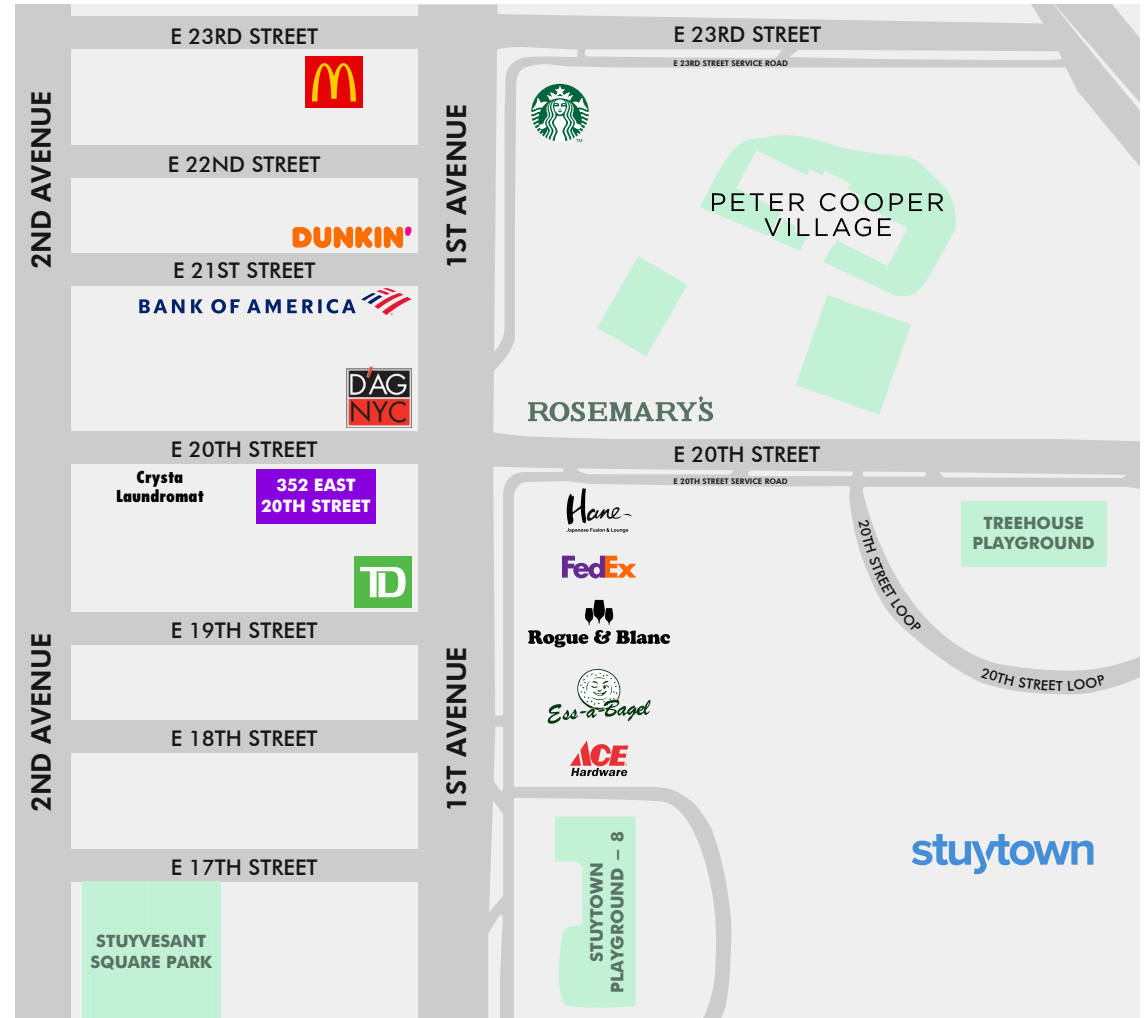 E 23RD STREET
E 23RD STREET
E 23RD STREET SERVICE ROAD
2ND AVENUE
1ST AVENUE
TM
E 22ND STREET
PETER COOPER
VILLAGE
DUNKIN'
E 21ST STREET
BANK OF AMERICA
D'AG
NYC
ROSEMARY'S
E 20TH STREET
E 20TH STREET
E 20TH STREET SERVICE ROAD
Crysta
Laundromat
352 EAST
20TH STREET
Hane
Japanese Fusion & Lounge
TREEHOUSE
PLAYGROUND
20TH STREET LOOP
FedEx
TD
Rogue & Blanc
E 19TH STREET
2ND AVENUE
1ST AVENUE
20TH STREET LOOP
Ess-a-Bagel
E 18TH STREET
ACE
Hardware
stuytown
STUYTOWN
PLAYGROUND – 8
E 17TH STREET
STUYVESANT
SQUARE PARK